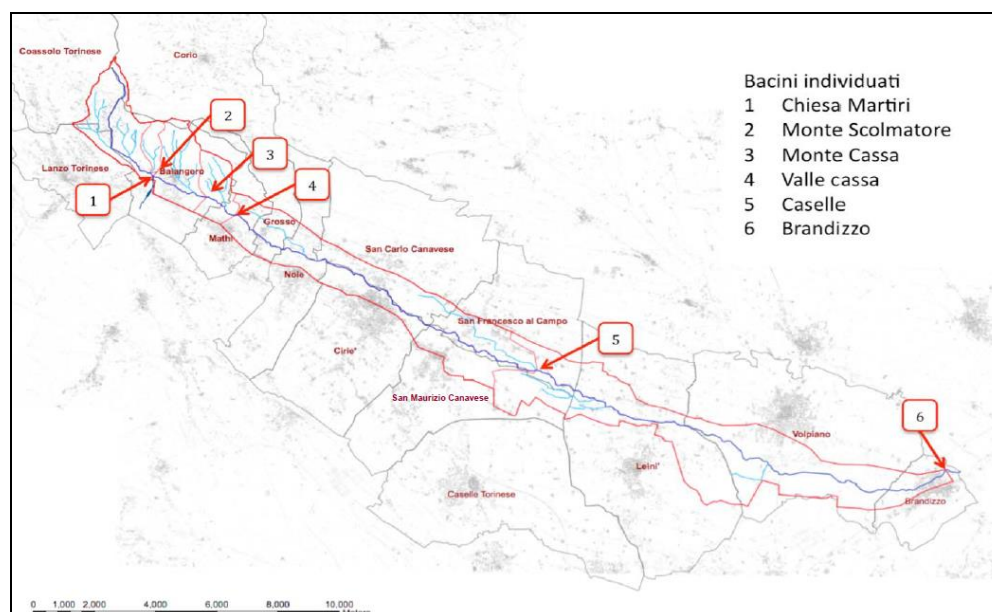 Coassolo Torinese
Corio
Bacini individuati
1 Chiesa Martiri
2 Monte Scolmatore
3 Monte Cassa
4 Valle cassa
5 Caselle
6 Brandizzo
2
3
Lanzo Torinese
Balangero
4
1
Grosso
Mathi
San Carlo Canavese
Nole
San Francesco al Campo
5
Cirie'
San Maurizio Canavese
6
Volpiano
Leini'
Caselle Torinese
Brandizzo
0 1,000 2,000 4,000 6,000 8,000 10,000